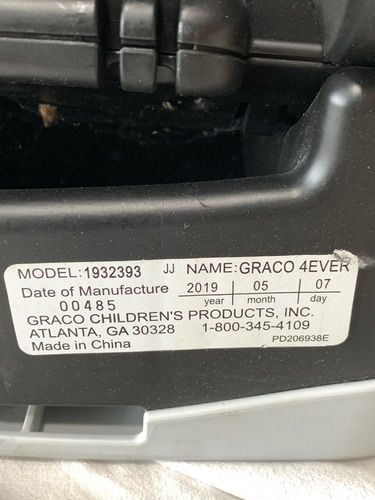 MODEL:1932393 JJ NAME:GRACO 4EVER
Date of Manufacture 2019 05 07
00485 year month day
GRACO CHILDREN'S PRODUCTS, INC.
ATLANTA, GA 30328 1-800-345-4109
Made in China PD206938E